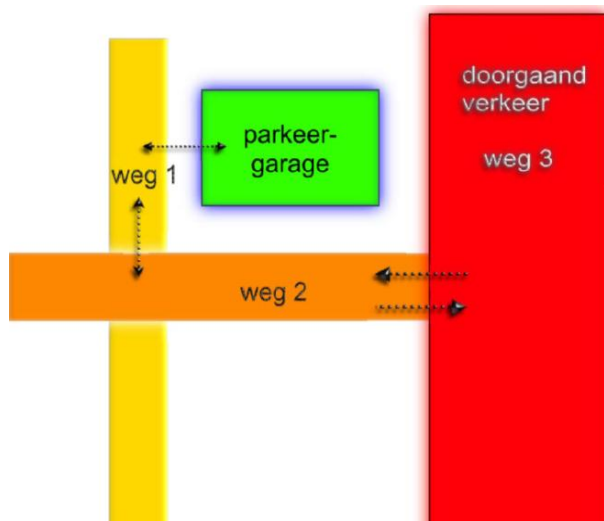 doorgaand
verkeer
parkeer-
garage
weg 3
weg 1
weg 2